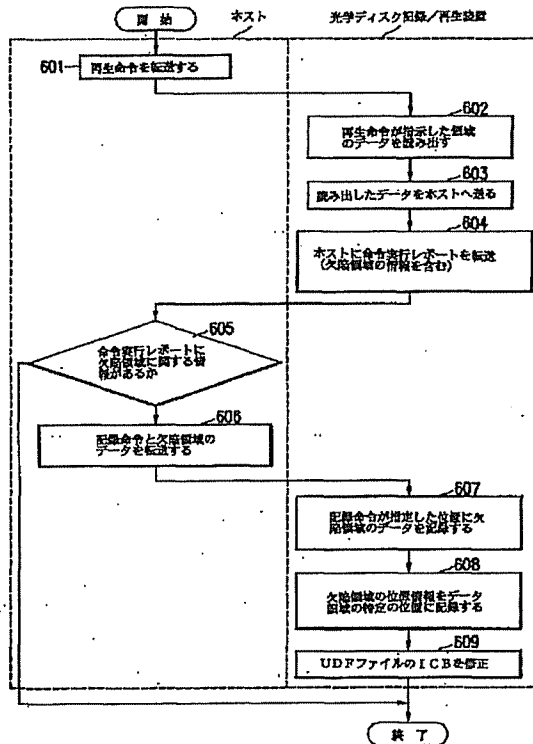 開 始
ホスト
光学ディスク記録/再生装置
601
再生命令を転送する
602
再生命令が指示した領域
のデータを読み出す
603
読み出したデータをホストへ送る
604
ホストに命令実行レポートを転送
(欠陥領域の情報を含む)
605
命令実行レポートに
欠陥領域に関する情
報があるか
606
記録命令と欠陥領域の
データを転送する
607
記録命令が指定した位置に欠
陥領域のデータを記録する
608
欠陥領域の位置情報をデータ
領域の特定の位置に記録する
609
UDFファイルのICBを修正
終 了